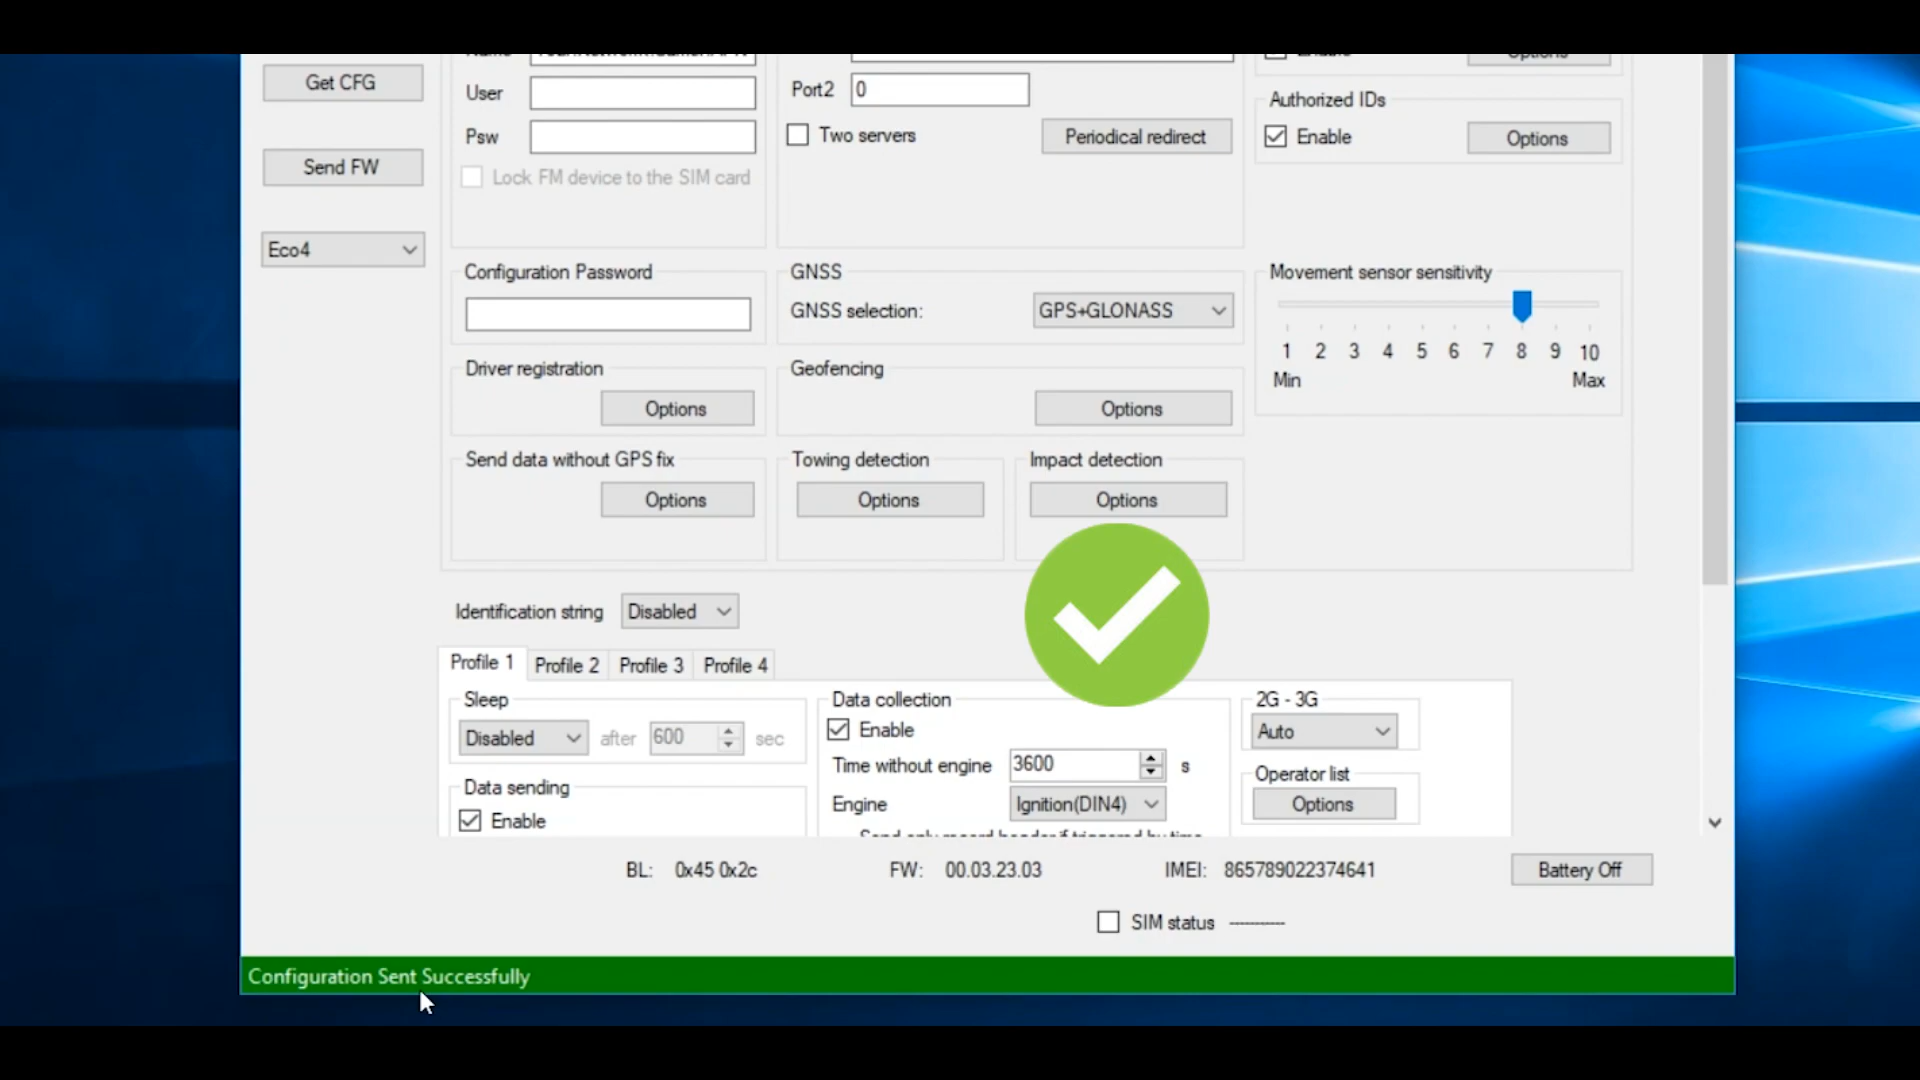 Get CFG
Send FW
Eco4
User
Psw
Lock FM device to the SIM card
Port2 0
Two servers
Periodical redirect
Authorized IDs
Enable
Options
Configuration Password
GNSS
GNSS selection: GPS+GLONASS
Movement sensor sensitivity
1 2 3 4 5 6 7 8 9 10
Min Max
Driver registration
Options
Geofencing
Options
Send data without GPS fix
Options
Towing detection
Options
Impact detection
Options
Identification string Disabled
Profile 1 Profile 2 Profile 3 Profile 4
Sleep
Disabled after 600 sec
Data sending
Enable
Data collection
Enable
Time without engine 3600 s
Engine Ignition(DIN4)
2G - 3G
Auto
Operator list
Options
BL: 0x45 0x2c FW: 00.03.23.03 IMEI: 865789022374641 Battery Off
SIM status -----------
Configuration Sent Successfully